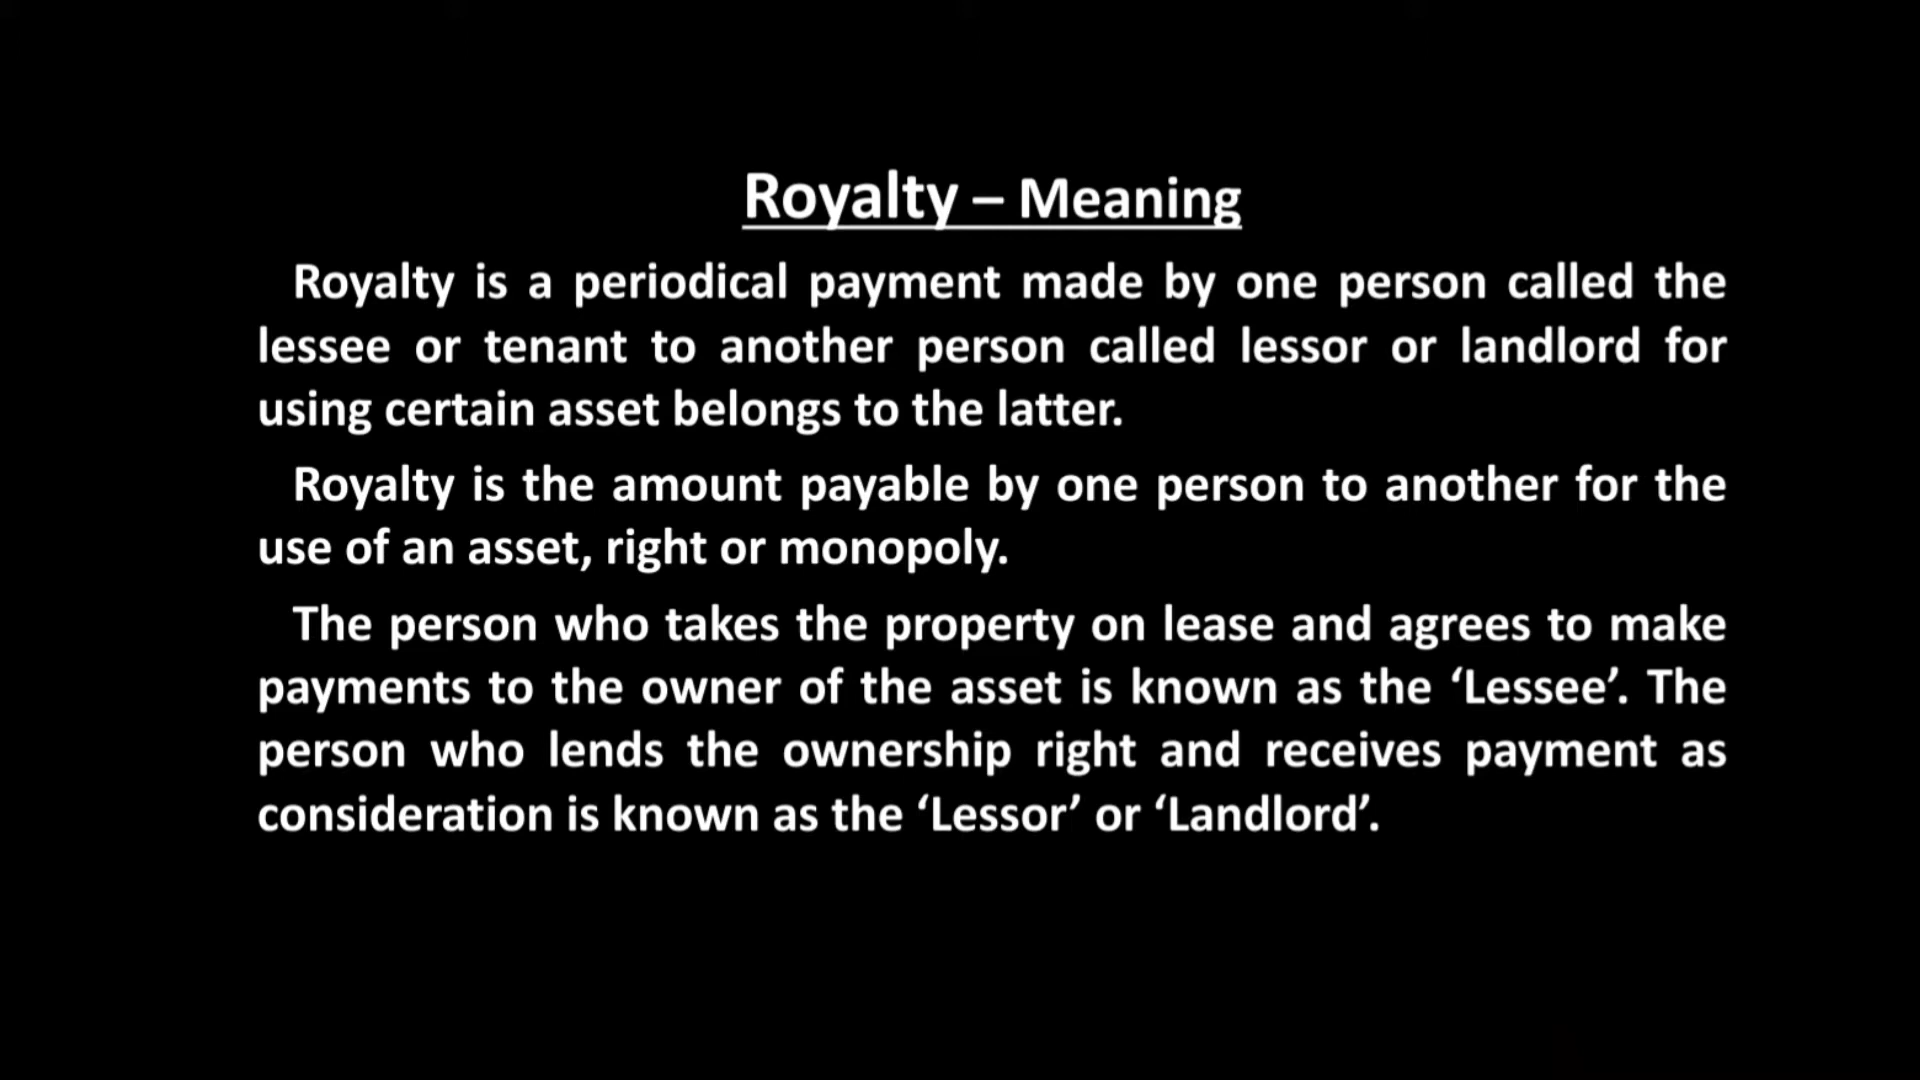 Royalty – Meaning
Royalty is a periodical payment made by one person called the
lessee or tenant to another person called lessor or landlord for
using certain asset belongs to the latter.
Royalty is the amount payable by one person to another for the
use of an asset, right or monopoly.
The person who takes the property on lease and agrees to make
payments to the owner of the asset is known as the ‘Lessee’. The
person who lends the ownership right and receives payment as
consideration is known as the ‘Lessor’ or ‘Landlord’.